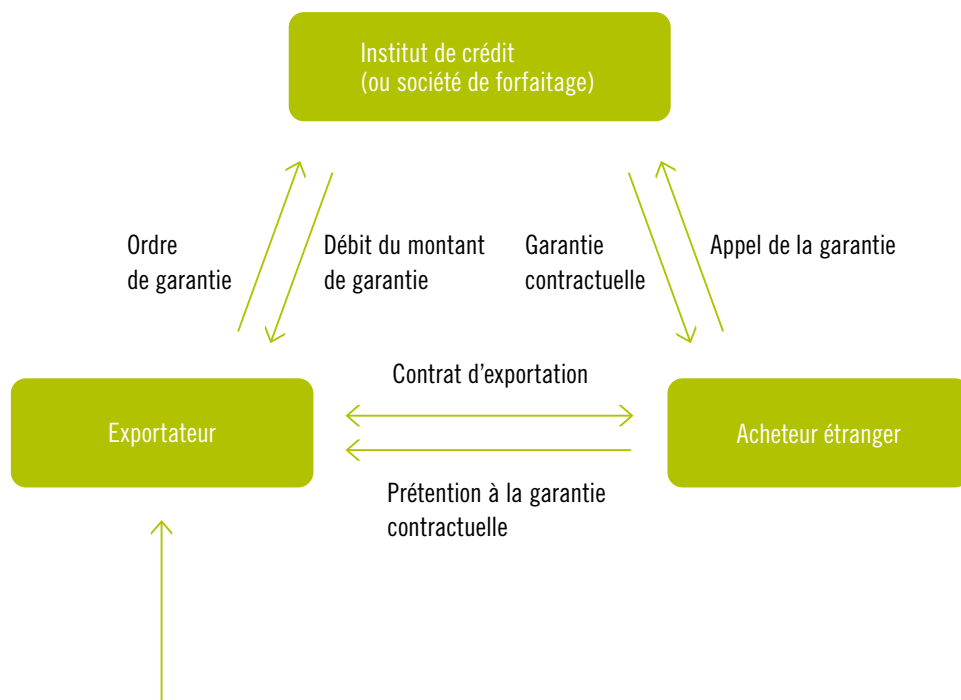 Institut de crédit
(ou société de forfaitage)
Ordre
de garantie
Débit du montant
de garantie
Garantie
contractuelle
Appel de la garantie
Contrat d'exportation
Exportateur
Acheteur étranger
Prétention à la garantie
contractuelle